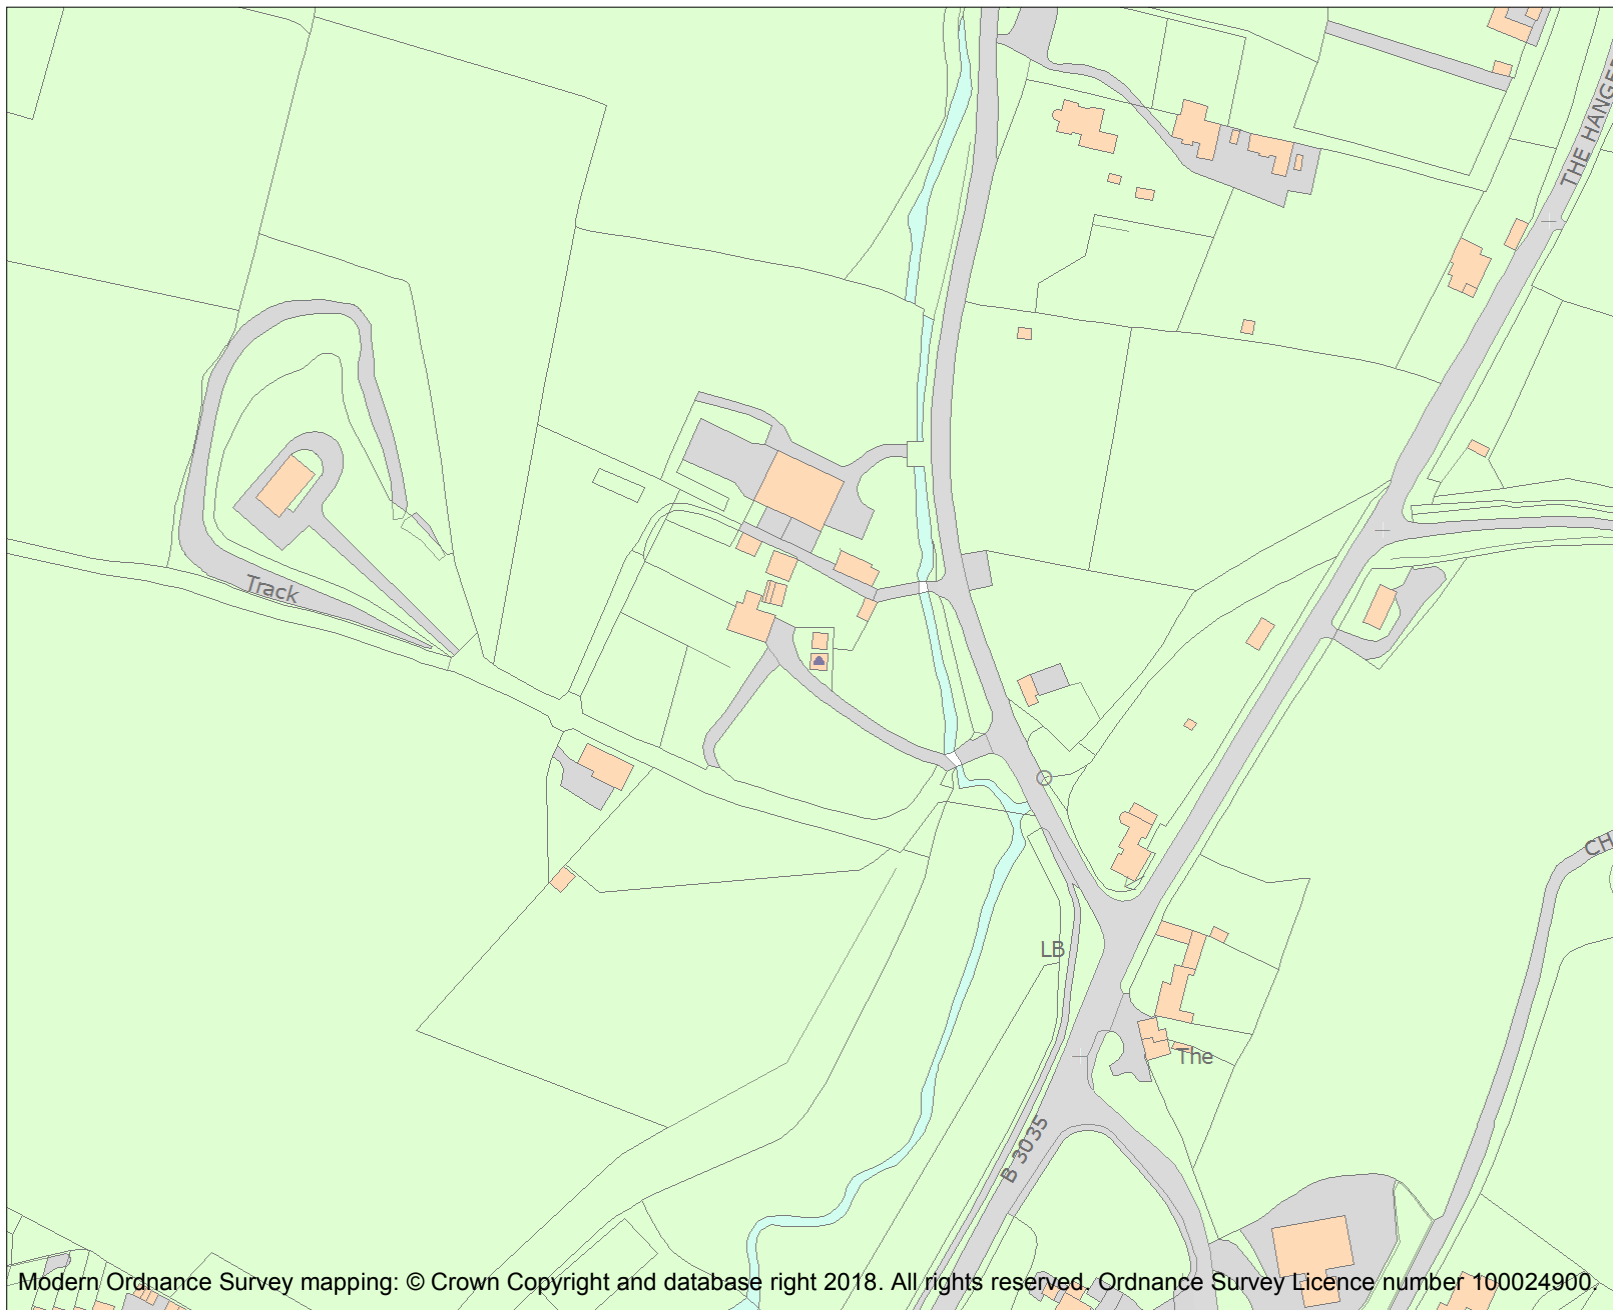 THE HANGE
Track
CH
LB
The
B 3035
Modern Ordnance Survey mapping: © Crown Copyright and database right 2018. All rights reserved. Ordnance Survey Licence number 100024900.